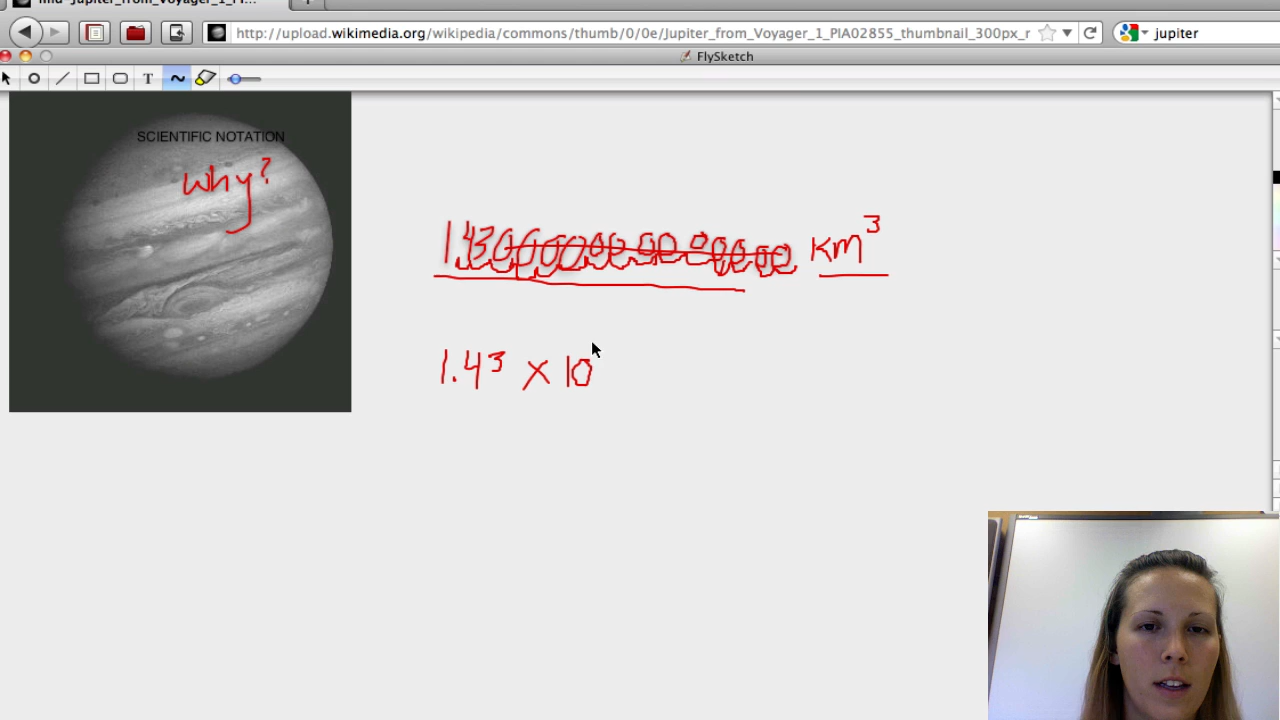 http://upload.wikimedia.org/wikipedia/commons/thumb/0/0e/Jupiter_from_Voyager_1_PIA02855_thumbnail_300px_r
jupiter
FlySketch
T
SCIENTIFIC NOTATION
Why?
km³
1.43 x 10